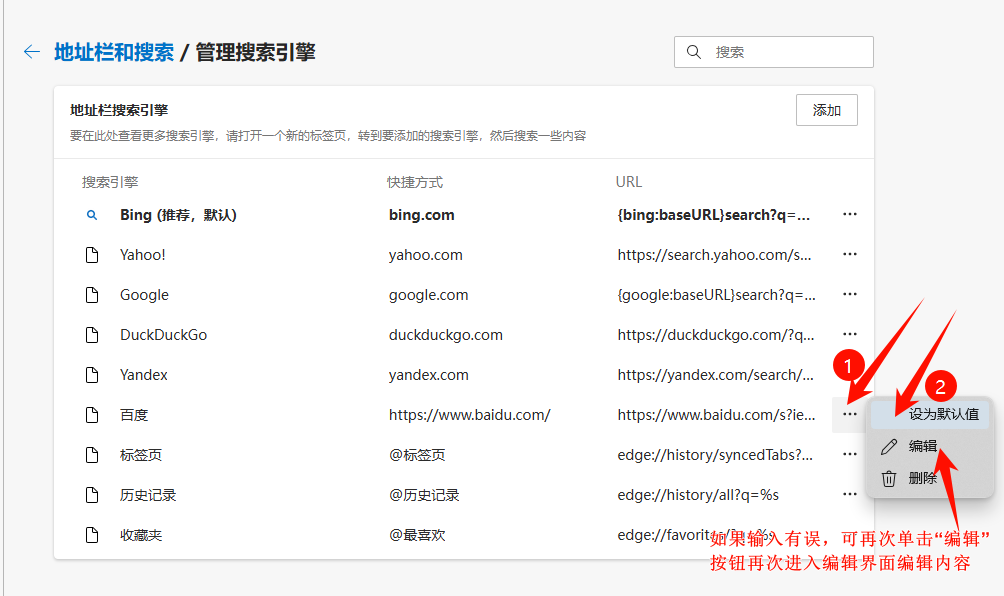 地址栏和搜索 / 管理搜索引擎
搜索
地址栏搜索引擎
添加
要在此处查看更多搜索引擎，请打开一个新的标签页，转到要添加的搜索引擎，然后搜索一些内容
搜索引擎 快捷方式 URL
Bing (推荐，默认) bing.com {bing:baseURL}search?q=...
Yahoo! yahoo.com https://search.yahoo.com/s...
Google google.com {google:baseURL}search?q=...
DuckDuckGo duckduckgo.com https://duckduckgo.com/?q...
Yandex yandex.com https://yandex.com/search/...
百度 https://www.baidu.com/ https://www.baidu.com/s?ie...
标签页 @标签页 edge://history/syncedTabs?...
历史记录 @历史记录 edge://history/all?q=%s
收藏夹 @最喜欢
1
2
设为默认值
编辑
删除
如果输入有误，可再次单击“编辑”
按钮再次进入编辑界面编辑内容